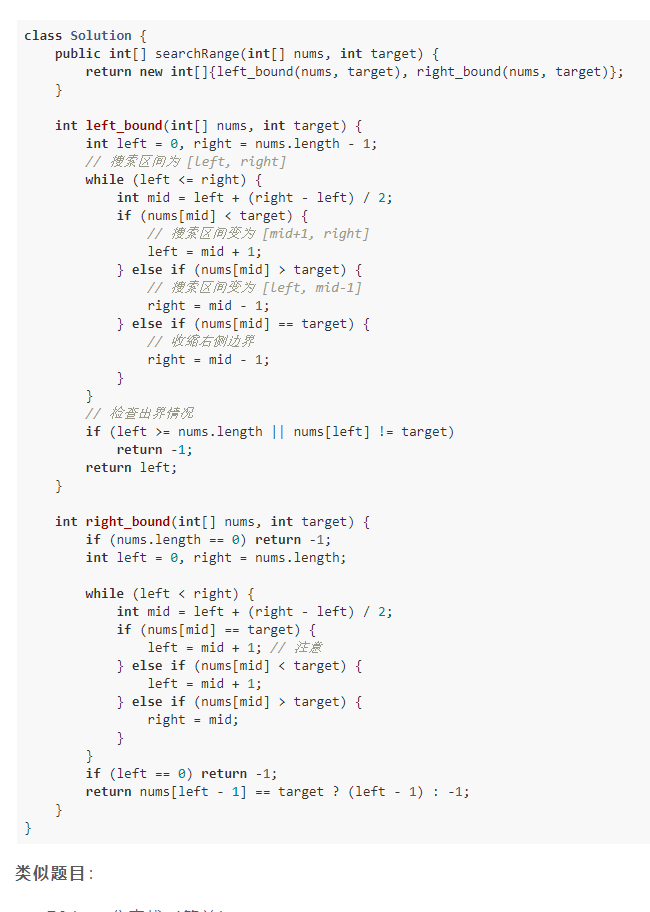 class Solution {
    public int[] searchRange(int[] nums, int target) {
        return new int[]{left_bound(nums, target), right_bound(nums, target)};
    }

    int left_bound(int[] nums, int target) {
        int left = 0, right = nums.length - 1;
        // 搜索区间为 [left, right]
        while (left <= right) {
            int mid = left + (right - left) / 2;
            if (nums[mid] < target) {
                // 搜索区间变为 [mid+1, right]
                left = mid + 1;
            } else if (nums[mid] > target) {
                // 搜索区间变为 [left, mid-1]
                right = mid - 1;
            } else if (nums[mid] == target) {
                // 收缩右侧边界
                right = mid - 1;
            }
        }
        // 检查出界情况
        if (left >= nums.length || nums[left] != target)
            return -1;
        return left;
    }

    int right_bound(int[] nums, int target) {
        if (nums.length == 0) return -1;
        int left = 0, right = nums.length;

        while (left < right) {
            int mid = left + (right - left) / 2;
            if (nums[mid] == target) {
                left = mid + 1; // 注意
            } else if (nums[mid] < target) {
                left = mid + 1;
            } else if (nums[mid] > target) {
                right = mid;
            }
        }
        if (left == 0) return -1;
        return nums[left - 1] == target ? (left - 1) : -1;
    }
}
类似题目：